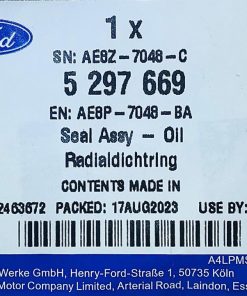 Ford
1 x
SN: AE8Z-7048-C
5 297 669
EN: AE8P-7048-BA
Seal Assy - Oil
Radialdichtring
CONTENTS MADE IN
2463672 PACKED: 17AUG2023 USE BY:
A4LPMS
Werke GmbH, Henry-Ford-Straße 1, 50735 Köln
Motor Company Limited, Arterial Road, Laindon, Ess